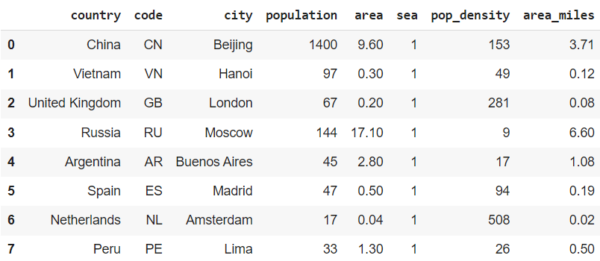 country code city population area sea pop_density area_miles
0 China CN Beijing 1400 9.60 1 153 3.71
1 Vietnam VN Hanoi 97 0.30 1 49 0.12
2 United Kingdom GB London 67 0.20 1 281 0.08
3 Russia RU Moscow 144 17.10 1 9 6.60
4 Argentina AR Buenos Aires 45 2.80 1 17 1.08
5 Spain ES Madrid 47 0.50 1 94 0.19
6 Netherlands NL Amsterdam 17 0.04 1 508 0.02
7 Peru PE Lima 33 1.30 1 26 0.50